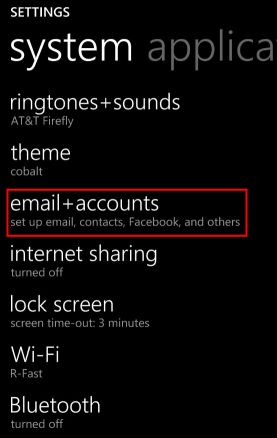 SETTINGS
system applica
ringtones+sounds
AT&T Firefly
theme
cobalt
email+accounts
set up email, contacts, Facebook, and others
internet sharing
turned off
lock screen
screen time-out: 3 minutes
Wi-Fi
R-Fast
Bluetooth
turned off